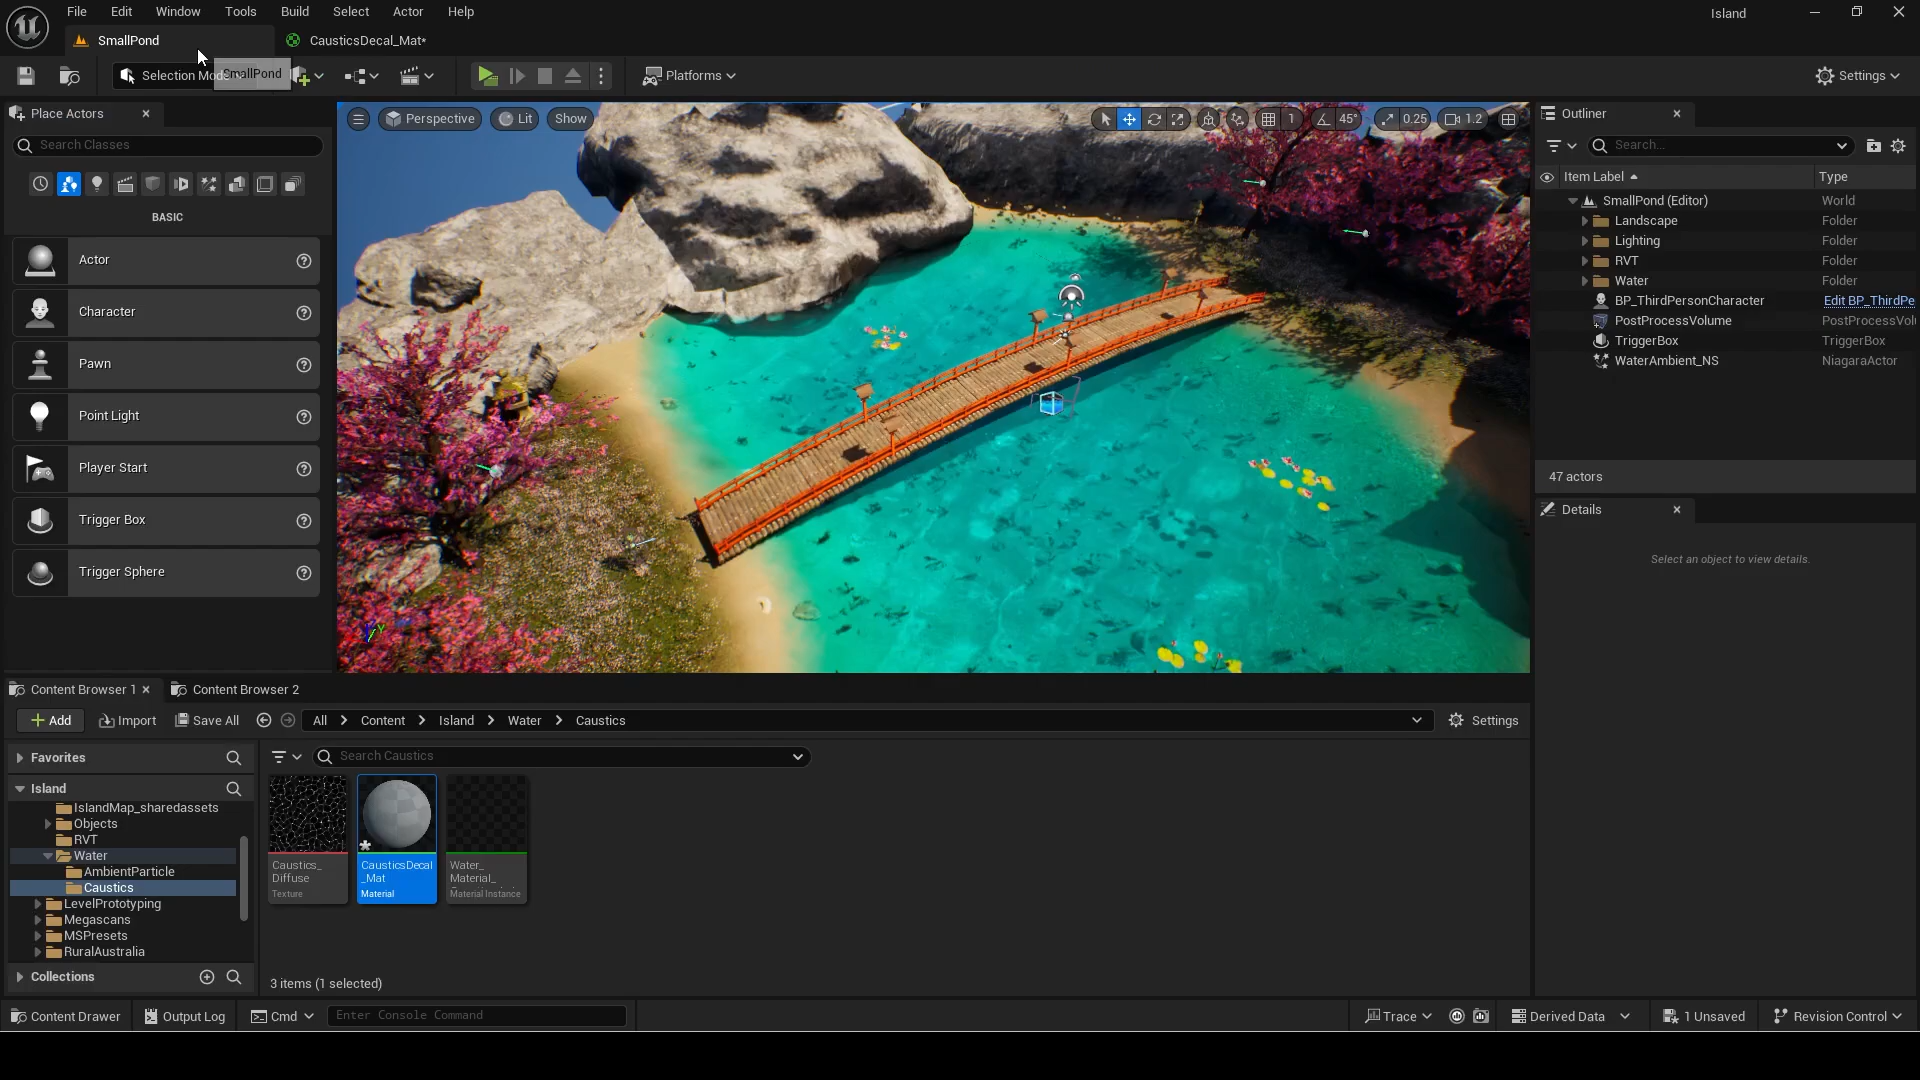 File Edit Window Tools Build Select Actor Help
Island
SmallPond
CausticsDecal_Mat*
Selection Mod
SmallPond
Platforms
Settings
Place Actors
Search Classes
BASIC
Actor
Character
Pawn
Point Light
Player Start
Trigger Box
Trigger Sphere
Perspective
Lit
Show
1
45°
0.25
1.2
Outliner
Search...
Item Label
Type
SmallPond (Editor) World
Landscape Folder
Lighting Folder
RVT Folder
Water Folder
BP_ThirdPersonCharacter Edit BP_ThirdPe
PostProcessVolume PostProcessVolu
TriggerBox TriggerBox
WaterAmbient_NS NiagaraActor
47 actors
Details
Select an object to view details.
Content Browser 1
Content Browser 2
Add
Import
Save All
All > Content > Island > Water > Caustics
Settings
Favorites
Search Caustics
Island
IslandMap_sharedassets
Objects
RVT
Water
AmbientParticle
Caustics
LevelPrototyping
Megascans
MSPresets
RuralAustralia
Collections
Caustics_
Diffuse
Texture
CausticsDecal
_Mat
Material
Water_
Material_
Material Instance
3 items (1 selected)
Content Drawer
Output Log
Cmd
Enter Console Command
Trace
Derived Data
1 Unsaved
Revision Control